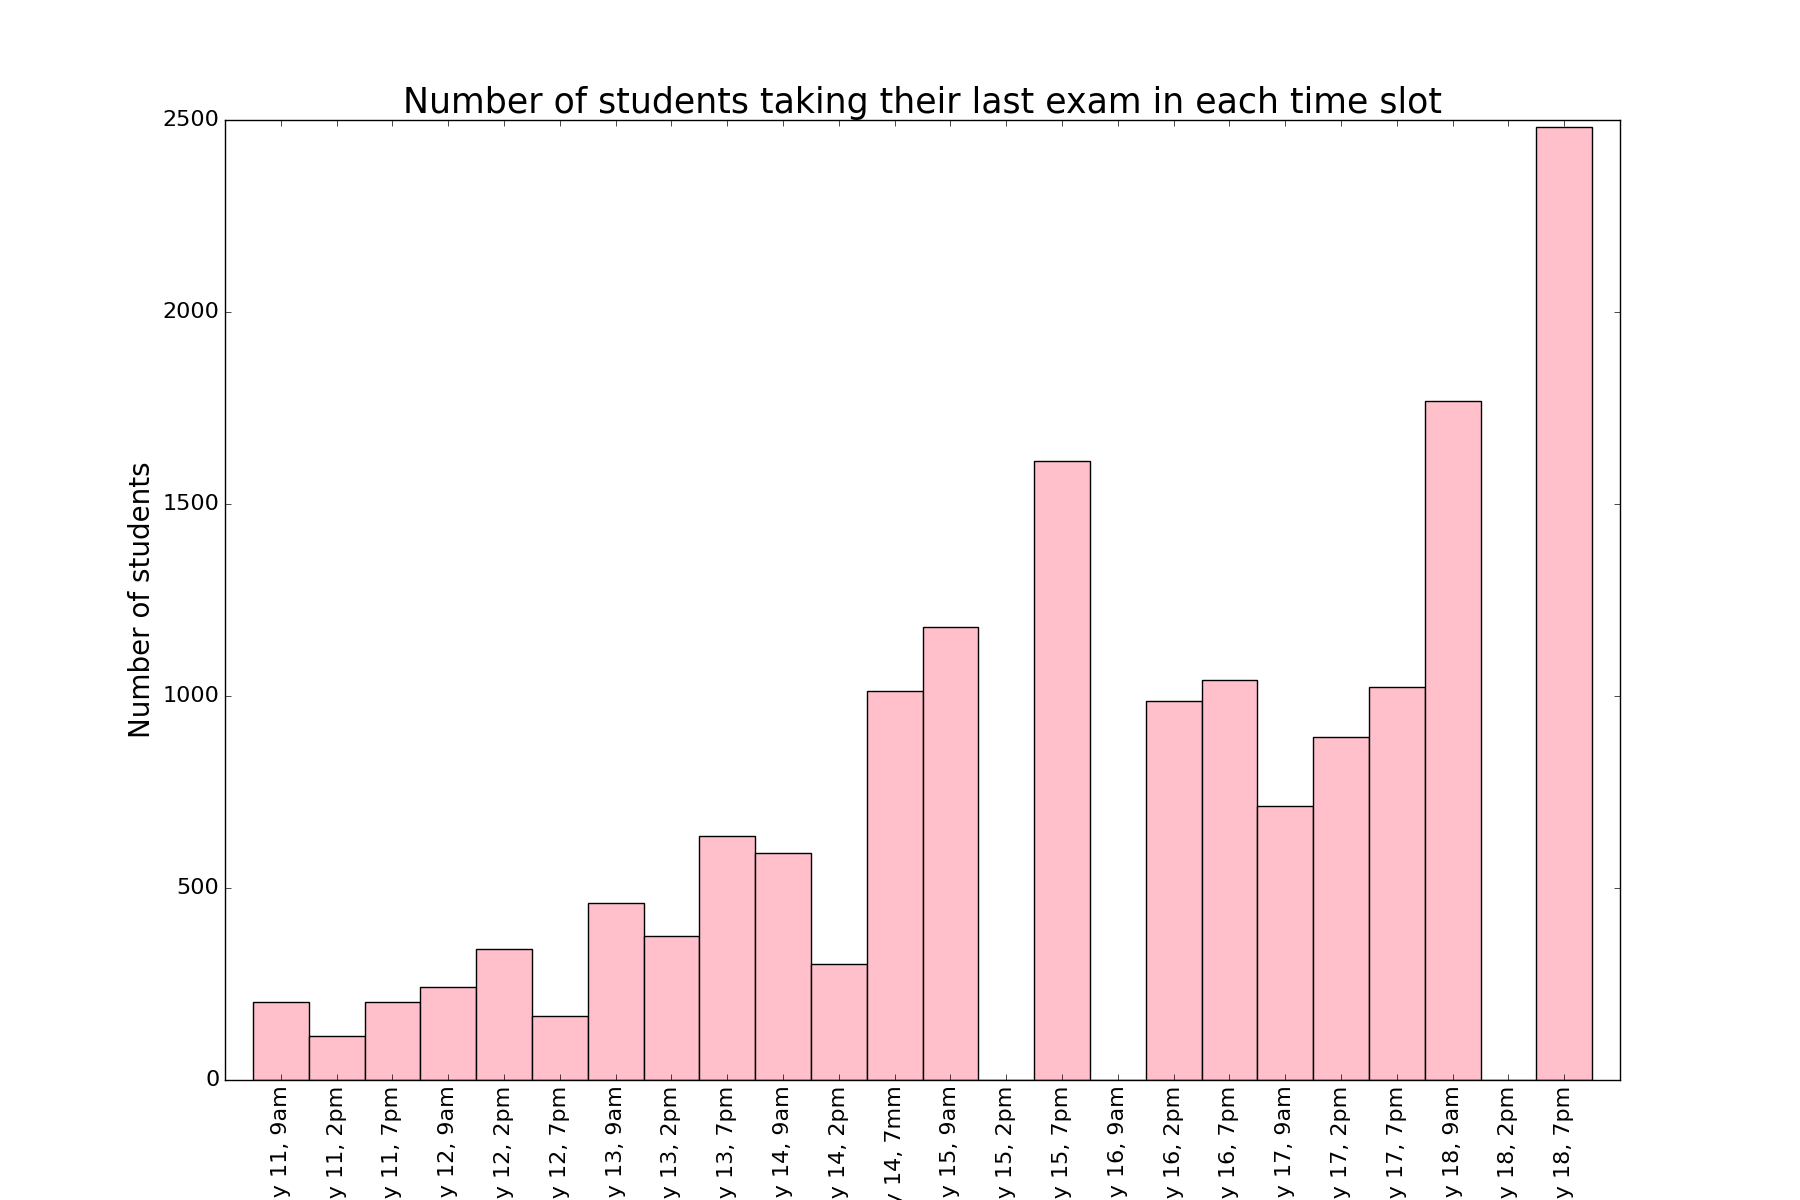 Number of students taking their last exam in each time slot
Number of students
2500
2000
1500
1000
500
0
y 11, 9am
y 11, 2pm
y 11, 7pm
y 12, 9am
y 12, 2pm
y 12, 7pm
y 13, 9am
y 13, 2pm
y 13, 7pm
y 14, 9am
y 14, 2pm
y 14, 7mm
y 15, 9am
y 15, 2pm
y 15, 7pm
y 16, 9am
y 16, 2pm
y 16, 7pm
y 17, 9am
y 17, 2pm
y 17, 7pm
y 18, 9am
y 18, 2pm
y 18, 7pm